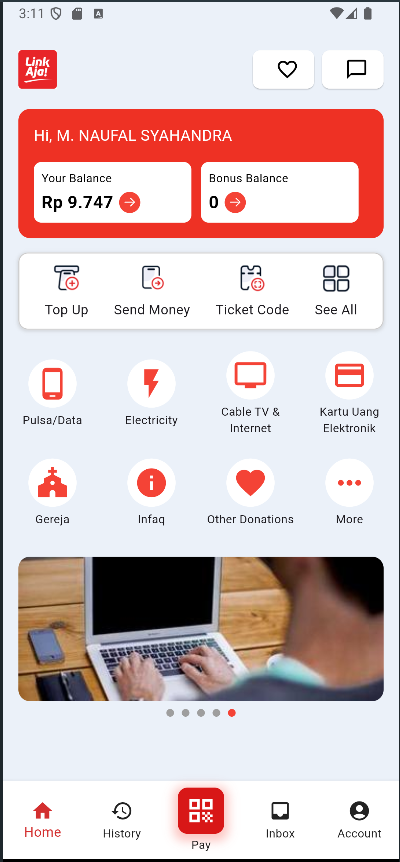 3:11
A
Link
Aja!
Hi, M. NAUFAL SYAHANDRA
Your Balance
Rp 9.747
Bonus Balance
0
Top Up
Send Money
Ticket Code
See All
Pulsa/Data
Electricity
Cable TV &
Internet
Kartu Uang
Elektronik
Gereja
Infaq
Other Donations
More
Home
History
Pay
Inbox
Account